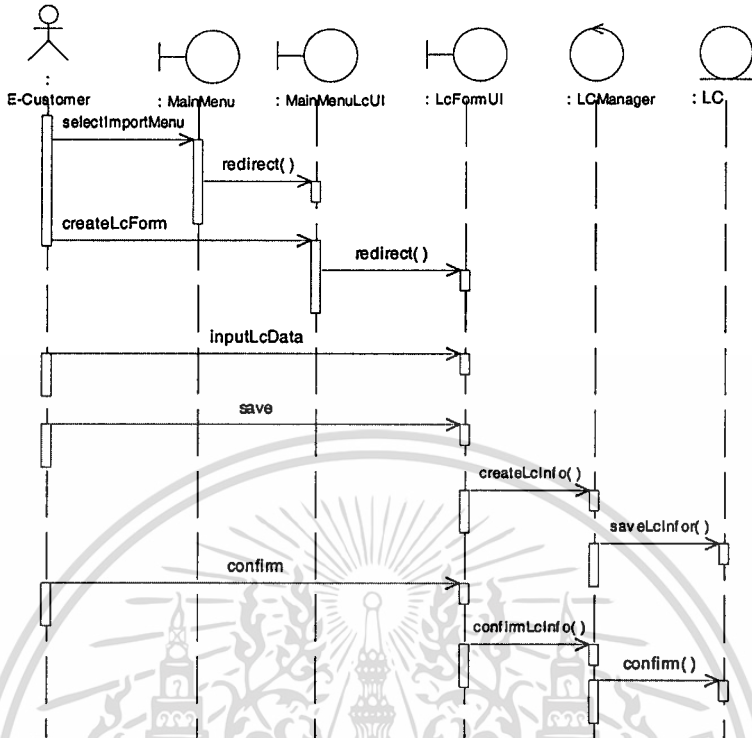 :
E-Customer
: MainMenu
: MainMenuLcUI
: LcFormUI
: LCManager
: LC
selectImportMenu
redirect( )
createLcForm
redirect( )
inputLcData
save
createLcInfo( )
saveLcInfor( )
confirm
confirmLcInfo( )
confirm( )